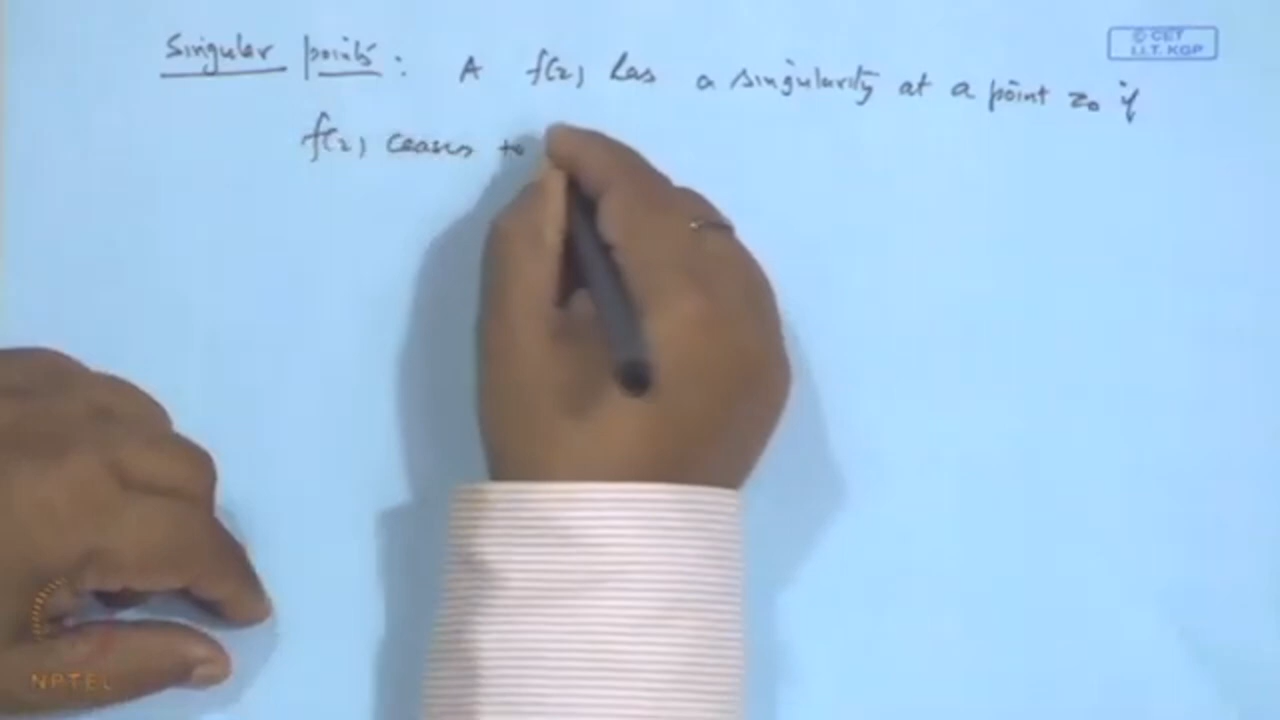 Singular points: A f(z) has a singularity at a point z₀ if
© CET
I.I.T. KGP
f(z) ceases to
NPTEL